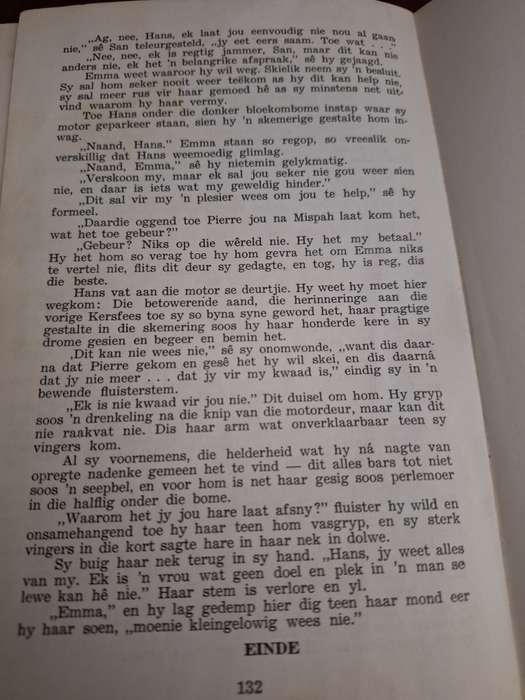 „Ag, nee, Hans, ek laat jou eenvoudig nie nou al gaan
nie,” sê San teleurgesteld, „jy eet eers saam. Toe wat . . .”
„Nee, nee, ek is regtig jammer, San, maar dit kan nie
anders nie, ek het 'n belangrike afspraak,” sê hy gejaagd.
Emma weet waaroor hy wil weg. Skielik neem sy 'n besluit.
Sy sal hom seker nooit weer teëkom as hy dit kan help nie,
sy sal meer rus vir haar gemoed hê as sy minstens net uit-
vind waarom hy haar vermy.
Toe Hans onder die donker bloekombome instap waar sy
motor geparkeer staan, sien hy 'n skemerige gestalte hom in-
wag.
„Naand, Hans.” Emma staan so regop, so vreeslik on-
verskillig dat Hans weemoedig glimlag.
„Naand, Emma,” sê hy nietemin gelykmatig.
„Verskoon my, maar ek sal jou seker nie gou weer sien
nie, en daar is iets wat my geweldig hinder.”
„Dit sal vir my 'n plesier wees om jou te help,” sê hy
formeel.
„Daardie oggend toe Pierre jou na Mispah laat kom het,
wat het toe gebeur?”
„Gebeur? Niks op die wêreld nie. Hy het my betaal.”
Hy het hom so verag toe hy hom gevra het om Emma niks
te vertel nie, flits dit deur sy gedagte, en tog, hy is reg, dis
die beste.
Hans vat aan die motor se deurtjie. Hy weet hy moet hier
wegkom: Die betowerende aand, die herinneringe aan die
vorige Kersfees toe sy so byna syne geword het, haar pragtige
gestalte in die skemering soos hy haar honderde kere in sy
drome gesien en begeer en bemin het.
„Dit kan nie wees nie,” sê sy onomwonde, „want dis daar-
na dat Pierre gekom en gesê het hy wil skei, en dis daarná
dat jy nie meer . . . dat jy vir my kwaad is,” eindig sy in 'n
bewende fluisterstem.
„Ek is nie kwaad vir jou nie.” Dit duisel om hom. Hy gryp
soos 'n drenkeling na die knip van die motordeur, maar kan dit
nie raakvat nie. Dis haar arm wat onverklaarbaar teen sy
vingers kom.
Al sy voornemens, die helderheid wat hy ná nagte van
opregte nadenke gemeen het te vind — dit alles bars tot niet
soos 'n seepbel, en voor hom is net haar gesig soos perlemoer
in die halflig onder die bome.
„Waarom het jy jou hare laat afsny?” fluister hy wild en
onsamehangend toe hy haar teen hom vasgryp, en sy sterk
vingers in die kort sagte hare in haar nek in dolwe.
Sy buig haar nek terug in sy hand. „Hans, jy weet alles
van my. Ek is 'n vrou wat geen doel en plek in 'n man se
lewe kan hê nie.” Haar stem is verlore en yl.
„Emma,” en hy lag gedemp hier dig teen haar mond eer
hy haar soen, „moenie kleingelowig wees nie.”
EINDE
132